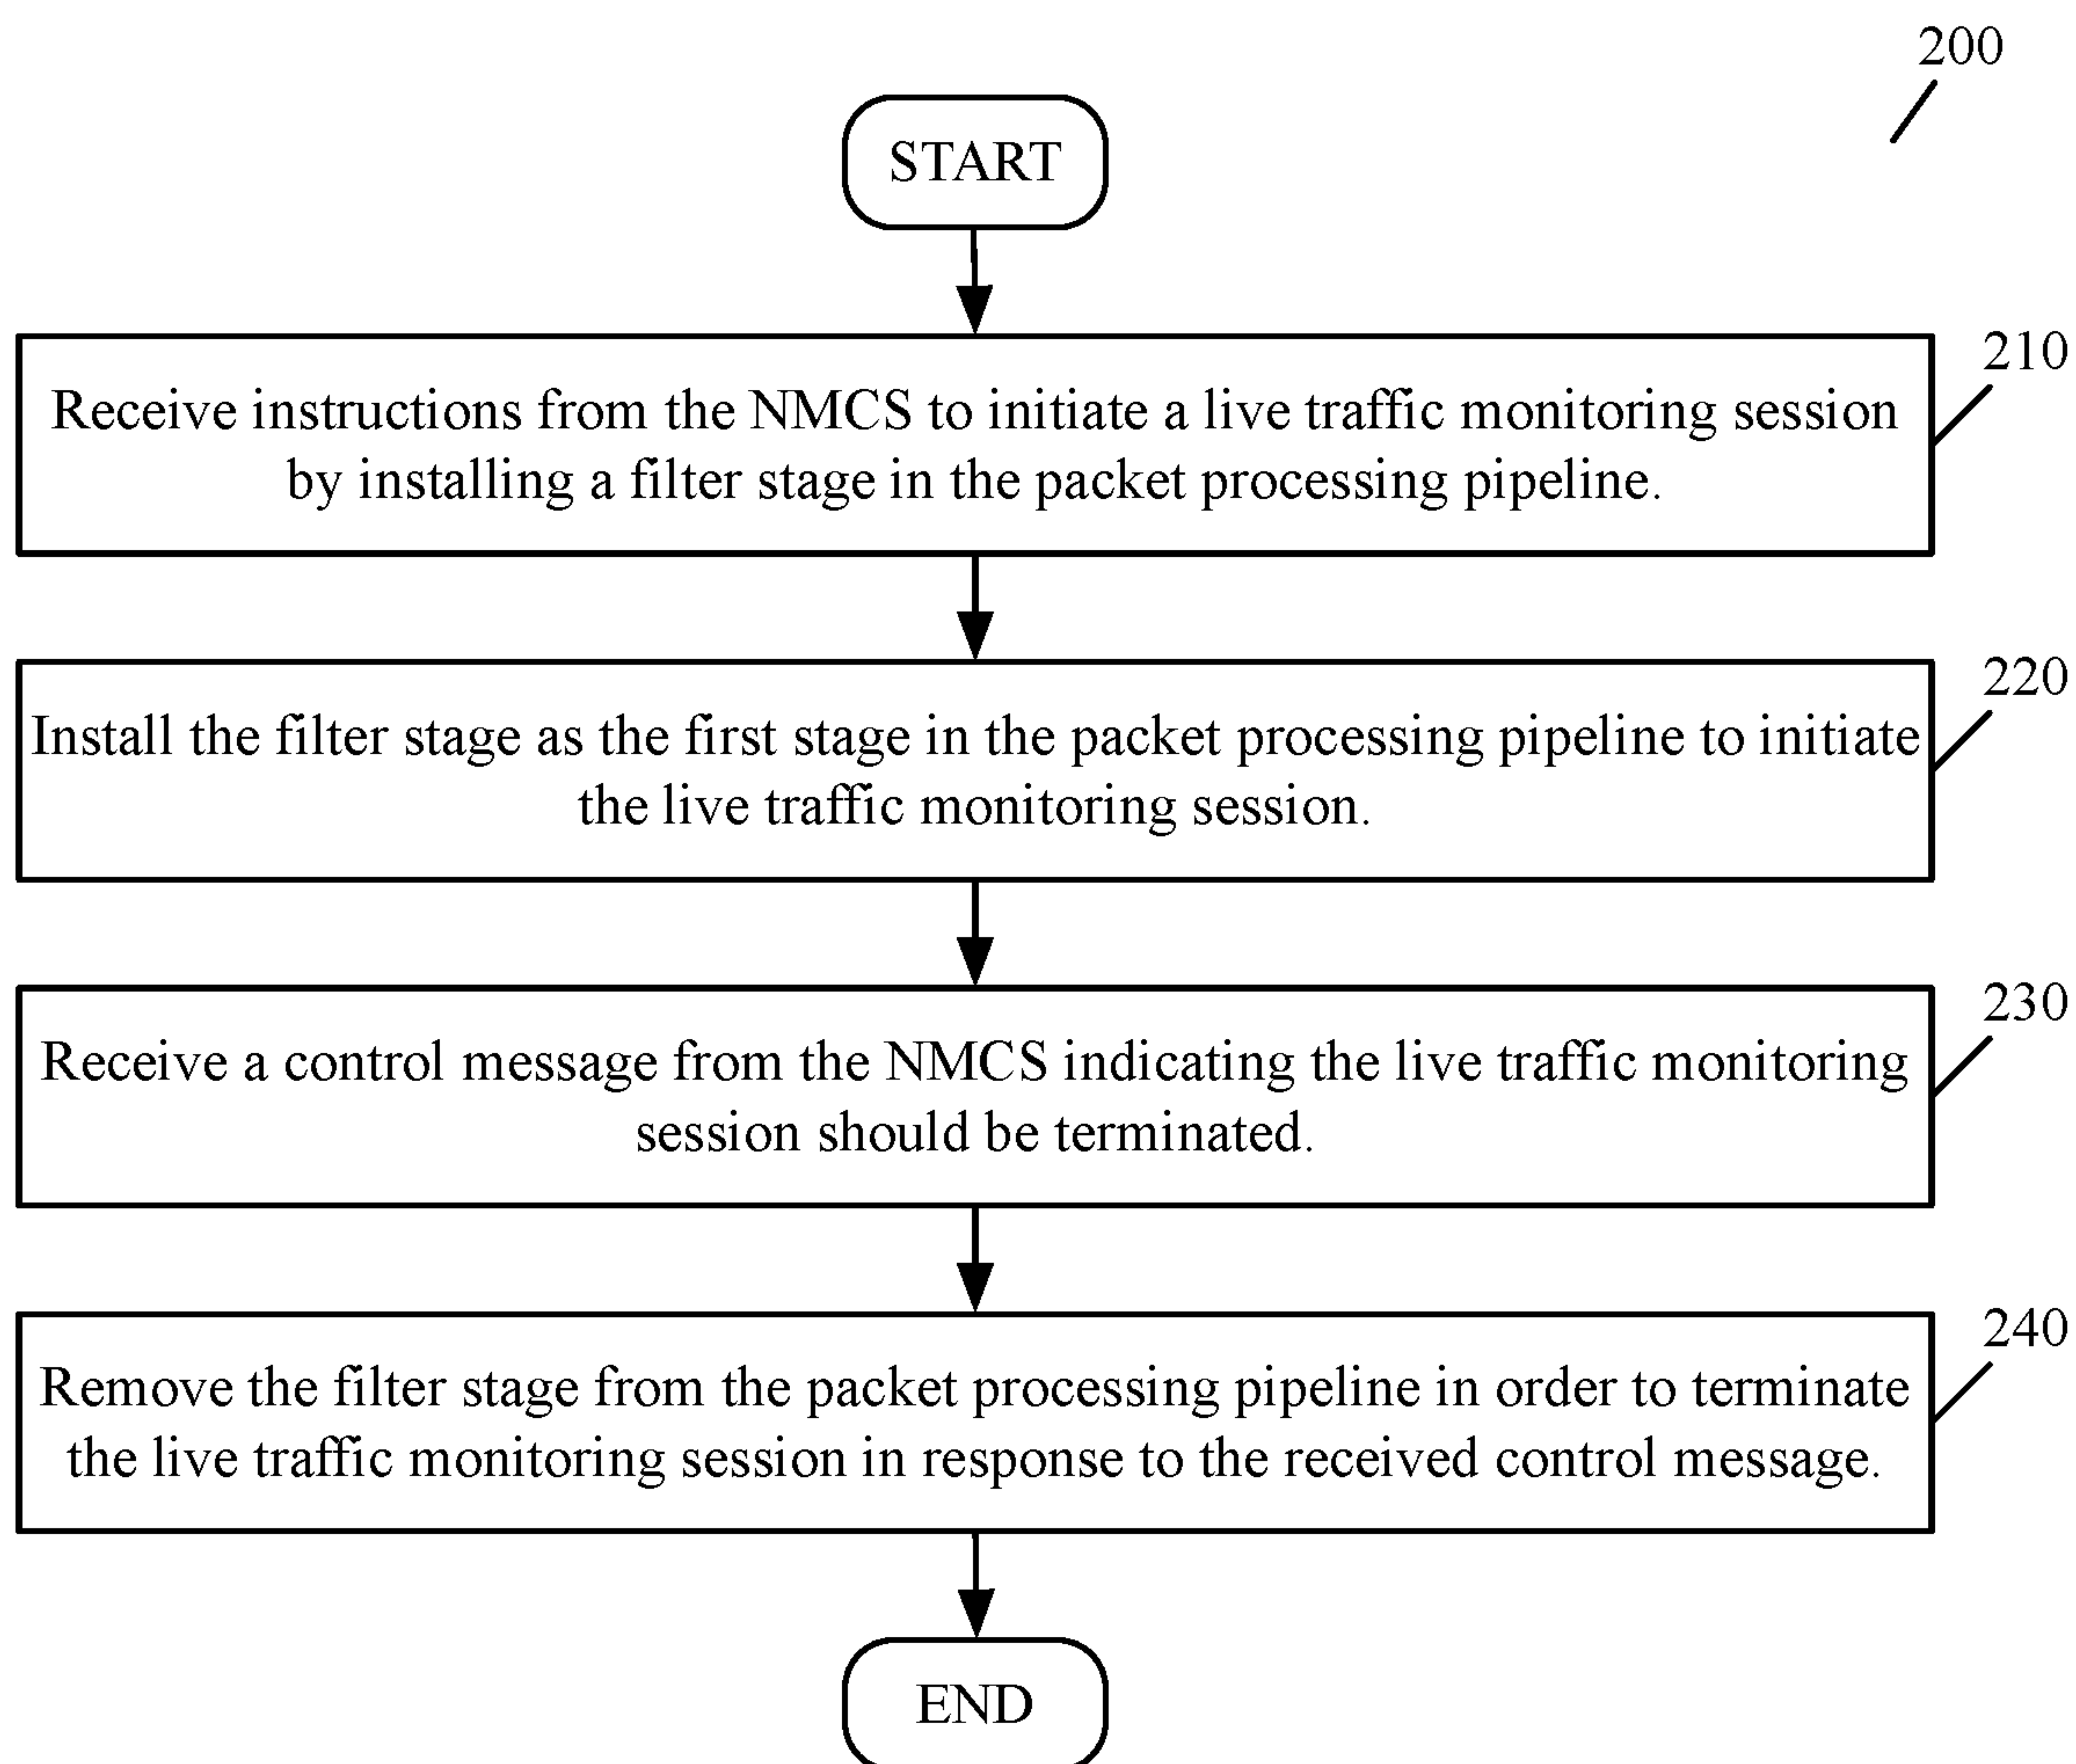 200
START
210
Receive instructions from the NMCS to initiate a live traffic monitoring session
by installing a filter stage in the packet processing pipeline.
220
Install the filter stage as the first stage in the packet processing pipeline to initiate
the live traffic monitoring session.
230
Receive a control message from the NMCS indicating the live traffic monitoring
session should be terminated.
240
Remove the filter stage from the packet processing pipeline in order to terminate
the live traffic monitoring session in response to the received control message.
END